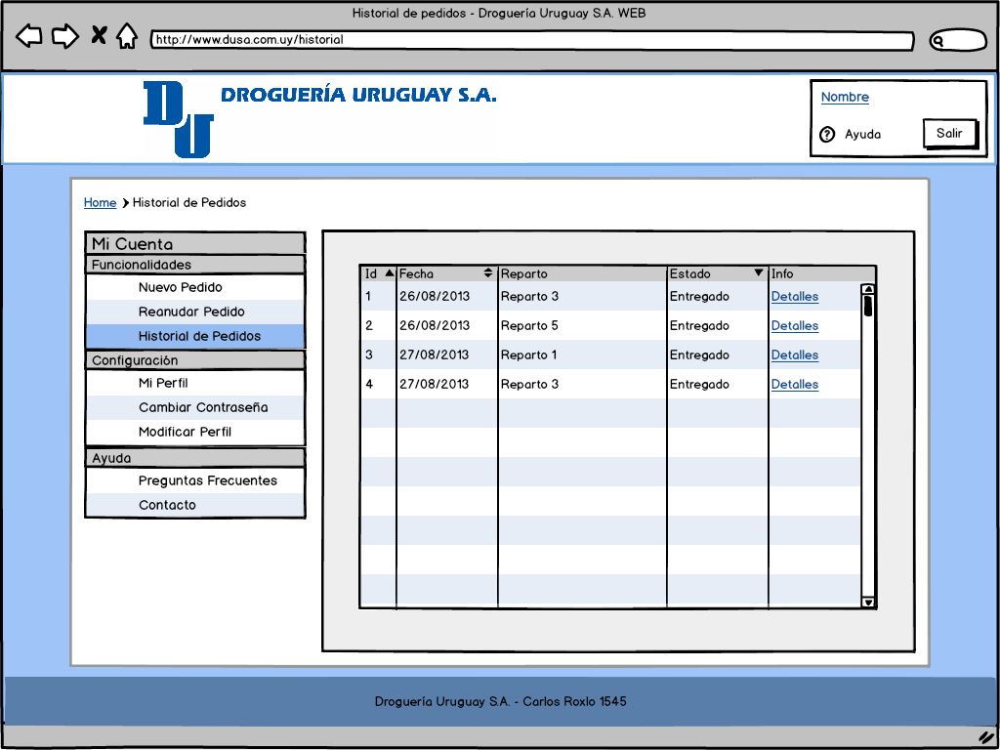 Historial de pedidos - Droguería Uruguay S.A. WEB
http://www.dusa.com.uy/historial
DU
DROGUERÍA URUGUAY S.A.
Nombre
? Ayuda
Salir
Home > Historial de Pedidos
Mi Cuenta
Funcionalidades
Nuevo Pedido
Reanudar Pedido
Historial de Pedidos
Configuración
Mi Perfil
Cambiar Contraseña
Modificar Perfil
Ayuda
Preguntas Frecuentes
Contacto
Id Fecha Reparto Estado Info
1 26/08/2013 Reparto 3 Entregado Detalles
2 26/08/2013 Reparto 5 Entregado Detalles
3 27/08/2013 Reparto 1 Entregado Detalles
4 27/08/2013 Reparto 3 Entregado Detalles
Droguería Uruguay S.A. - Carlos Roxlo 1545